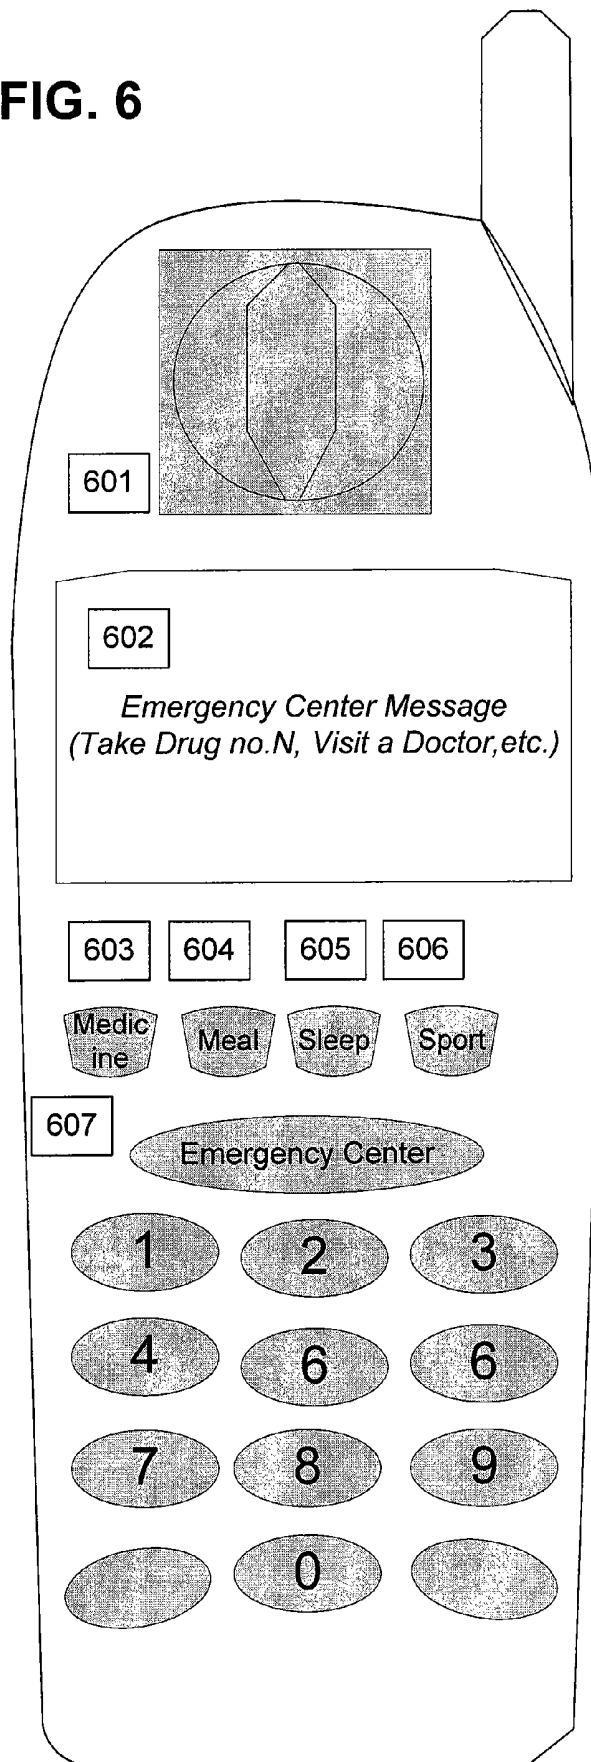 FIG. 6
601
602
Emergency Center Message
(Take Drug no.N, Visit a Doctor,etc.)
603 604 605 606
Medic
ine Meal Sleep Sport
607
Emergency Center
1 2 3
4 6 6
7 8 9
0